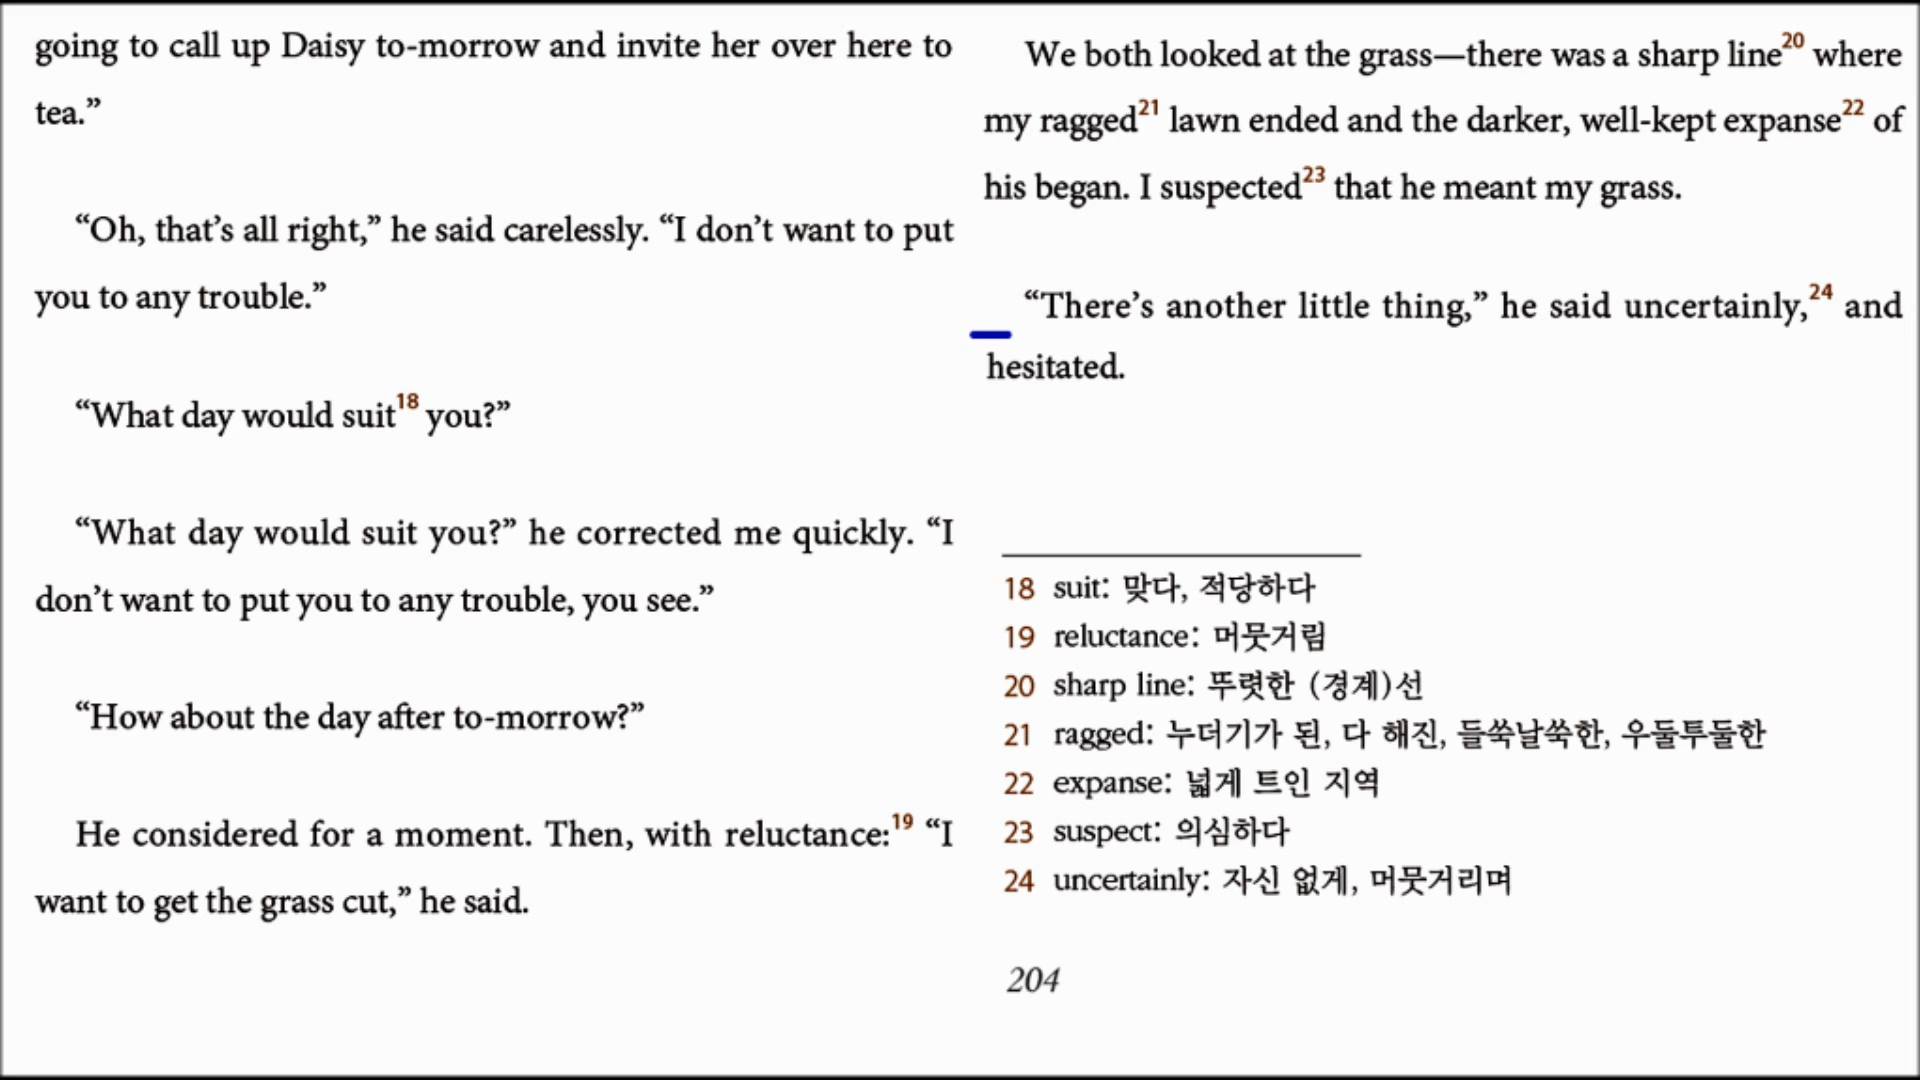 going to call up Daisy to-morrow and invite her over here to
tea.”
“Oh, that’s all right,” he said carelessly. “I don’t want to put
you to any trouble.”
“What day would suit18 you?”
“What day would suit you?” he corrected me quickly. “I
don’t want to put you to any trouble, you see.”
“How about the day after to-morrow?”
He considered for a moment. Then, with reluctance:19 “I
want to get the grass cut,” he said.
We both looked at the grass—there was a sharp line20 where
my ragged21 lawn ended and the darker, well-kept expanse22 of
his began. I suspected23 that he meant my grass.
“There’s another little thing,” he said uncertainly,24 and
hesitated.
18 suit: 맞다, 적당하다
19 reluctance: 머뭇거림
20 sharp line: 뚜렷한 (경계)선
21 ragged: 누더기가 된, 다 해진, 들쑥날쑥한, 우둘투둘한
22 expanse: 넓게 트인 지역
23 suspect: 의심하다
24 uncertainly: 자신 없게, 머뭇거리며
204